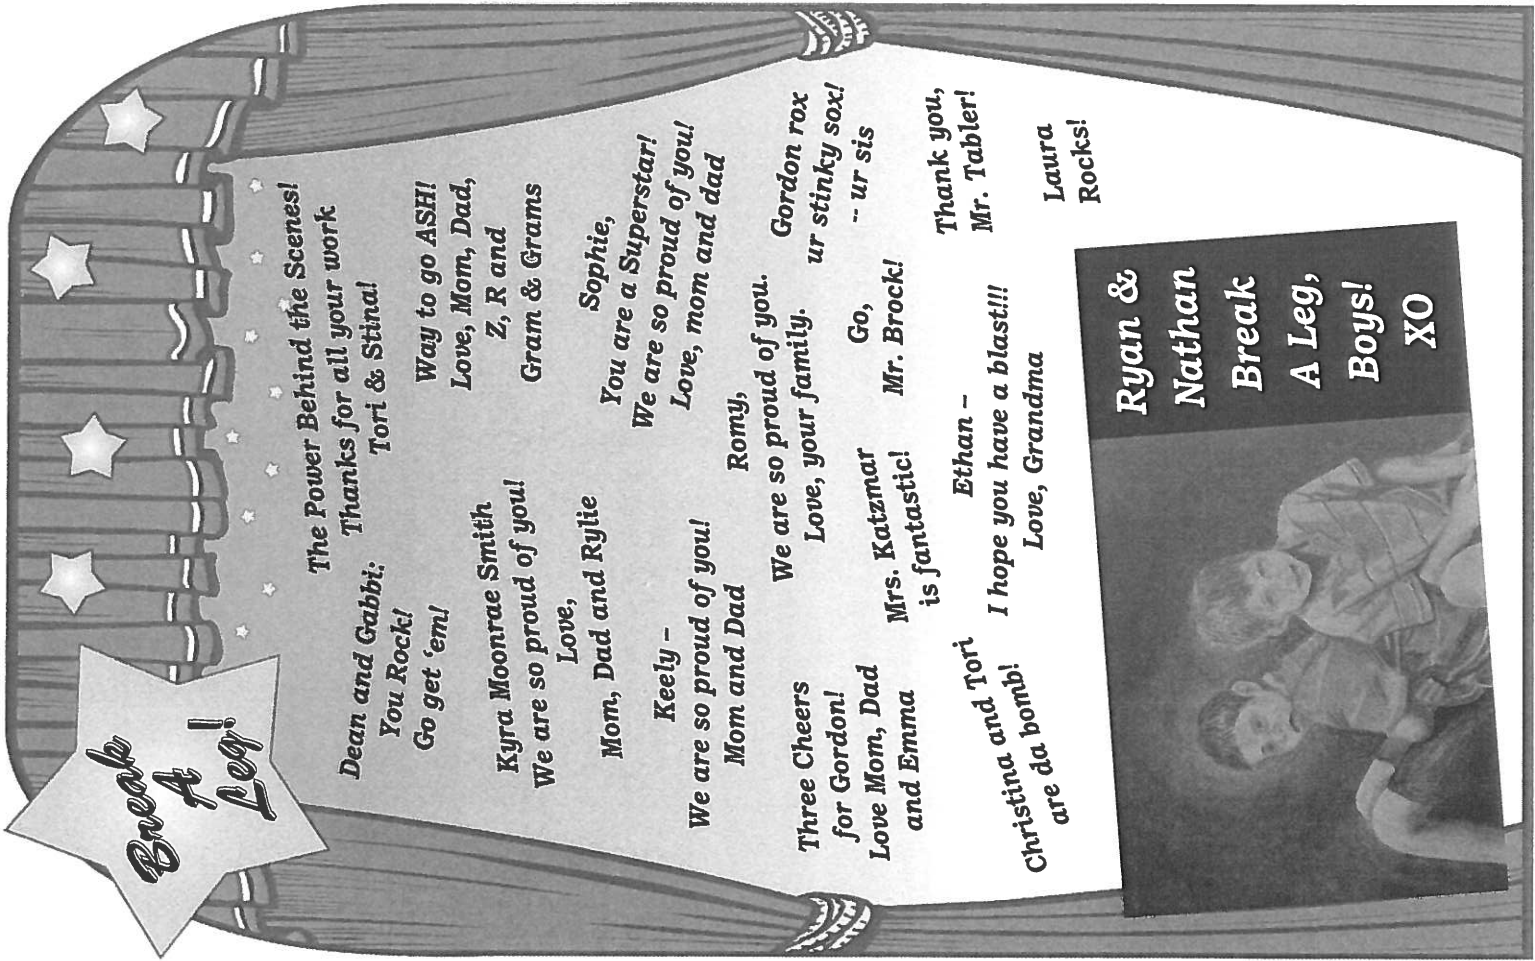 Break
A
Leg!
The Power Behind the Scenes!
Thanks for all your work
Tori & Stina!
Dean and Gabbi:
You Rock!
Go get ‘em!
Way to go ASH!
Love, Mom, Dad,
Z, R and
Gram & Grams
Kyra Moonrae Smith
We are so proud of you!
Love,
Mom, Dad and Rylie
Sophie,
You are a Superstar!
We are so proud of you!
Love, mom and dad
Keely –
We are so proud of you!
Mom and Dad
Romy,
We are so proud of you.
Love, your family.
Gordon rox
ur stinky sox!
-- ur sis
Three Cheers
for Gordon!
Love Mom, Dad
and Emma
Go,
Mr. Brock!
Mrs. Katzmar
is fantastic!
Thank you,
Mr. Tabler!
Ethan –
I hope you have a blast!!!
Love, Grandma
Christina and Tori
are da bomb!
Laura
Rocks!
Ryan &
Nathan
Break
A Leg,
Boys!
XO